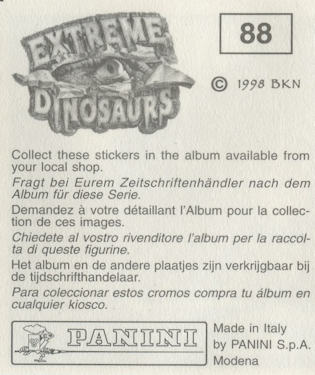 EXTREME
DINOSAURS
88
© 1998 BKN
Collect these stickers in the album available from
your local shop.
Fragt bei Eurem Zeitschriftenhändler nach dem
Album für diese Serie.
Demandez à votre détaillant l'Album pour la collec-
tion de ces images.
Chiedete al vostro rivenditore l'album per la raccol-
ta di queste figurine.
Het album en de andere plaatjes zijn verkrijgbaar bij
de tijdschrifthandelaar.
Para coleccionar estos cromos compra tu álbum en
cualquier kiosco.
PANINI
Made in Italy
by PANINI S.p.A.
Modena